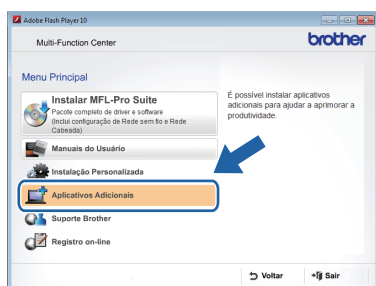 Adobe Flash Player 10
Multi-Function Center
brother
Menu Principal
Instalar MFL-Pro Suite
Pacote completo de driver e software
(Inclui configuração de Rede sem fio e Rede
Cabeada)
Manuais do Usuário
Instalação Personalizada
Aplicativos Adicionais
Suporte Brother
Registro on-line
É possível instalar aplicativos
adicionais para ajudar a aprimorar a
produtividade.
Voltar
Sair